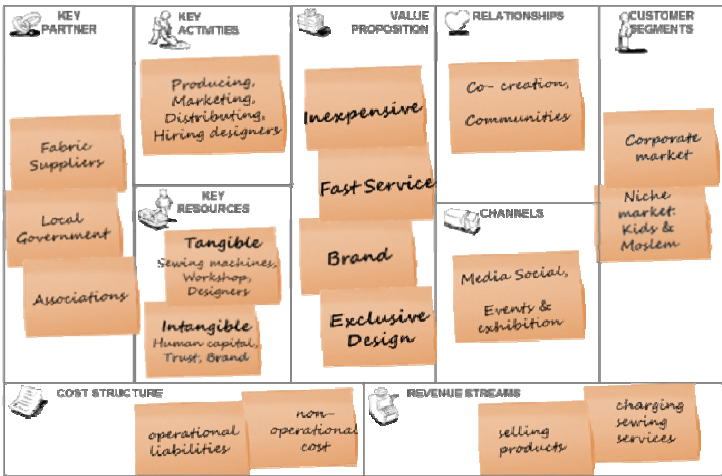 KEY
PARTNER
Fabric
Suppliers
Local
Government
Associations
KEY
ACTIVITIES
Producing,
Marketing,
Distributing,
Hiring designers
KEY
RESOURCES
Tangible
Sewing machines,
Workshop,
Designers
Intangible
Human capital,
Trust, Brand
VALUE
PROPOSITION
Inexpensive
Fast Service
Brand
Exclusive
Design
RELATIONSHIPS
Co- creation,
Communities
CHANNELS
Media Social,
Events &
exhibition
CUSTOMER
SEGMENTS
Corporate
market
Niche
market:
Kids &
Moslem
COST STRUCTURE
operational
liabilities
non-
operational
cost
REVENUE STREAMS
selling
products
charging
sewing
services